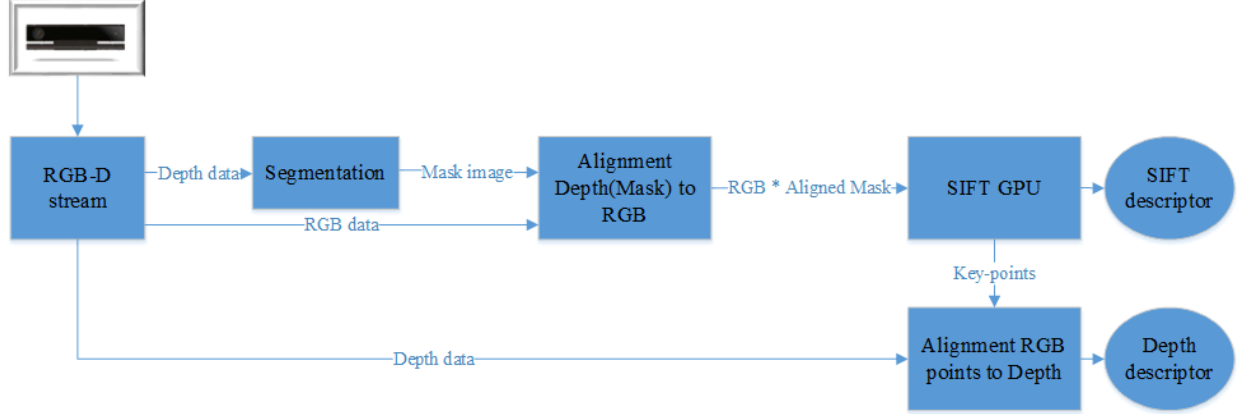 RGB-D
stream
Depth data
Segmentation
Mask image
RGB data
Alignment
Depth(Mask) to
RGB
RGB * Aligned Mask
SIFT GPU
SIFT
descriptor
Key-points
Depth data
Alignment RGB
points to Depth
Depth
descriptor